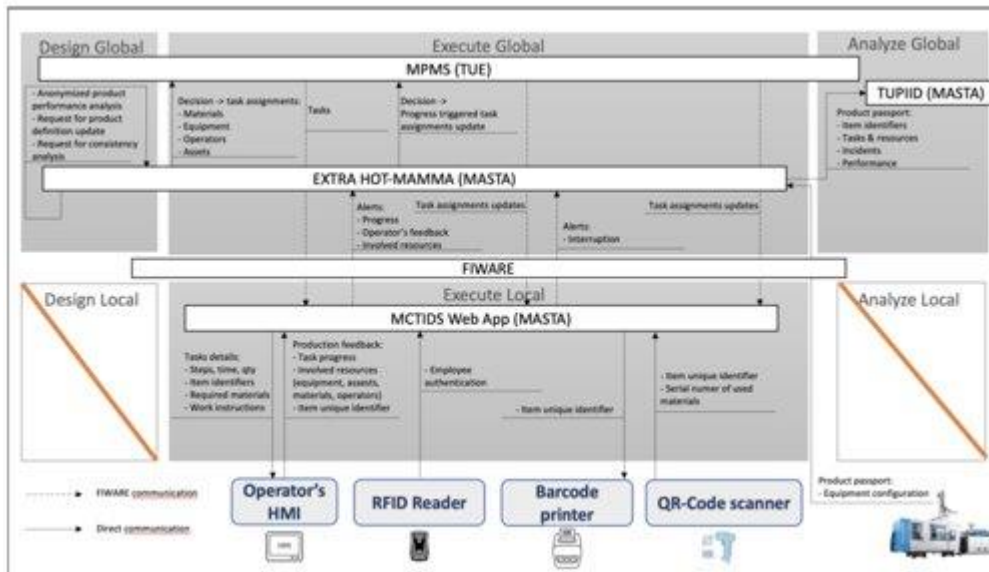 Design Global
Execute Global
Analyze Global
MPMS (TUE)
TUPIID (MASTA)
- Anonymized product
performance analysis
- Request for product
definition update
- Request for consistency
analysis
Decision -> task assignments:
- Materials
- Equipment
- Operators
- Assets
Tasks
Decision ->
Progress triggered task
assignments update
Product passport:
- Item identifiers
- Tasks & resources
- Incidents
- Performance
EXTRA HOT-MAMMA (MASTA)
Alerts:
- Progress
- Operator's feedback
- Involved resources
Task assignments updates
Alerts:
- Interruption
Task assignments updates
FIWARE
Design Local
Execute Local
Analyze Local
MCTIDS Web App (MASTA)
Tasks details:
- Steps, time, qty
- Item identifiers
- Required materials
- Work instructions
Production feedback:
- Task progress
- Involved resources
(equipment, assests,
materials, operators)
- Item unique identifier
- Employee
authentication
- Item unique identifier
- Item unique identifier
- Serial numer of used
materials
FIWARE communication
Direct communication
Operator's
HMI
RFID Reader
Barcode
printer
QR-Code scanner
Product passport:
- Equipment configuration